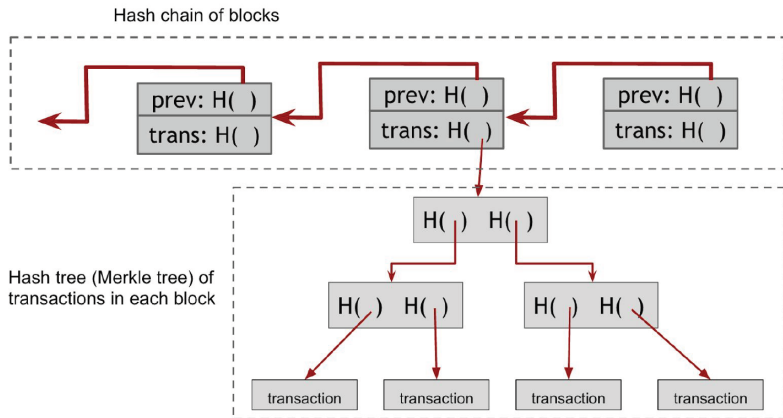 Hash chain of blocks
prev: H( )
trans: H( )
prev: H( )
trans: H( )
prev: H( )
trans: H( )
H( ) H( )
Hash tree (Merkle tree) of
transactions in each block
H( ) H( )
H( ) H( )
transaction
transaction
transaction
transaction